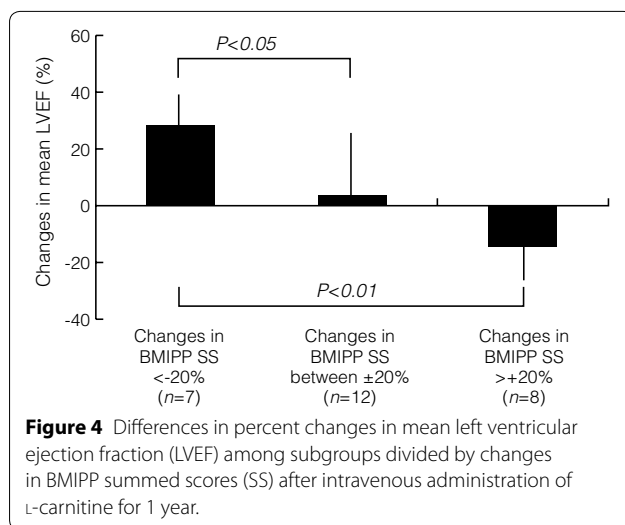 60
40
20
0
-20
-40
Changes in mean LVEF (%)
P<0.05
P<0.01
Changes in
BMIPP SS
<-20%
(n=7)
Changes in
BMIPP SS
between ±20%
(n=12)
Changes in
BMIPP SS
>+20%
(n=8)
Figure 4 Differences in percent changes in mean left ventricular
ejection fraction (LVEF) among subgroups divided by changes
in BMIPP summed scores (SS) after intravenous administration of
L-carnitine for 1 year.